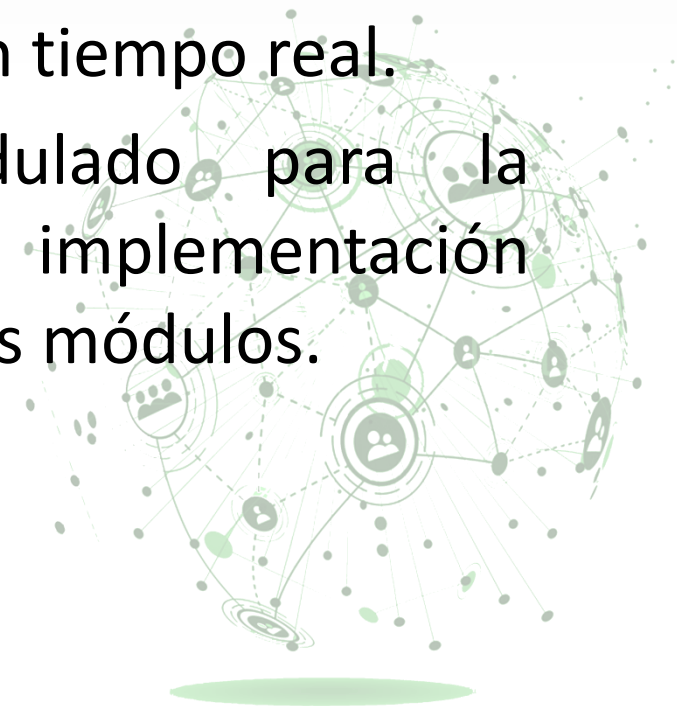 n tiempo real.
dulado para la
implementación
s módulos.